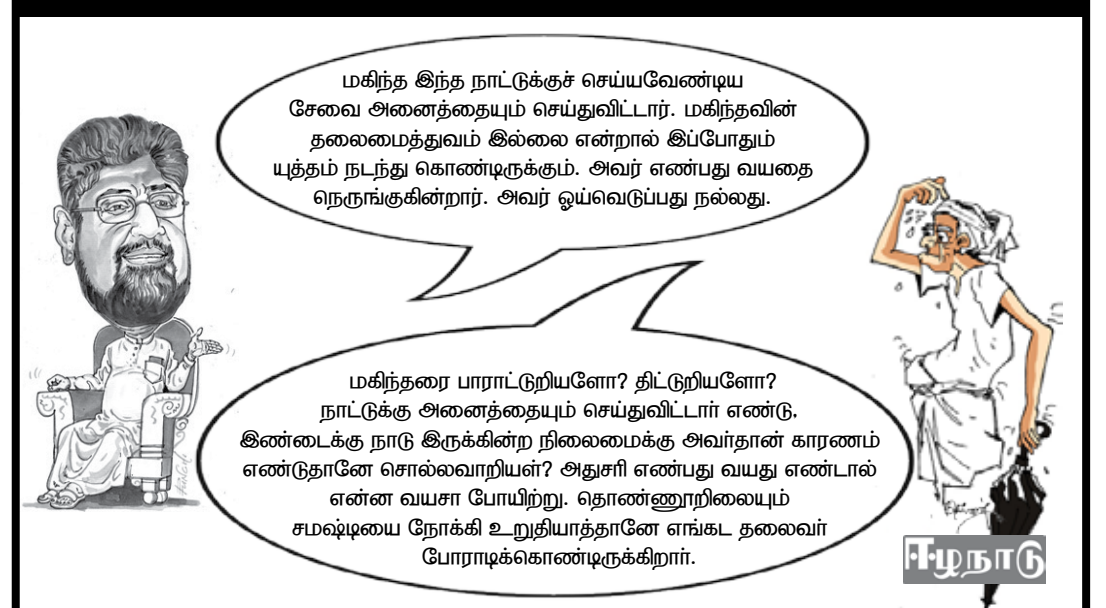 மகிந்த இந்த நாட்டுக்குச் செய்யவேண்டிய
சேவை அனைத்தையும் செய்துவிட்டார். மகிந்தவின்
தலைமைத்துவம் இல்லை என்றால் இப்போதும்
யுத்தம் நடந்து கொண்டிருக்கும். அவர் எண்பது வயதை
நெருங்குகின்றார். அவர் ஓய்வெடுப்பது நல்லது.
மகிந்தரை பாராட்டுறியளோ? திட்டுறியளோ?
நாட்டுக்கு அனைத்தையும் செய்துவிட்டார் எண்டு,
இண்டைக்கு நாடு இருக்கின்ற நிலைமைக்கு அவர்தான் காரணம்
எண்டுதானே சொல்லவாறியள்? அதுசரி எண்பது வயது எண்டால்
என்ன வயசா போயிற்று. தொண்ணூறிலையும்
சமஷ்டியை நோக்கி உறுதியாத்தானே எங்கட தலைவர்
போராடிக்கொண்டிருக்கிறார்.
ஈழநாடு